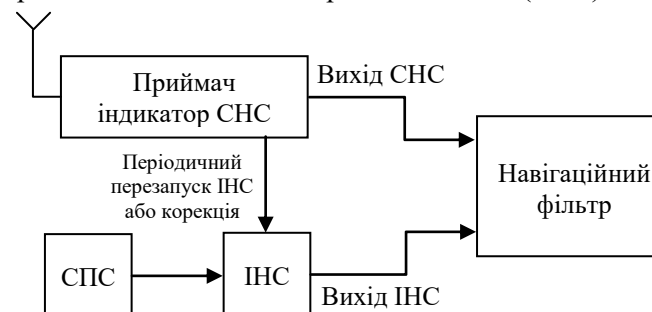 Приймач
індикатор СНС
Вихід СНС
Періодичний
перезапуск ІНС
або корекція
Навігаційний
фільтр
СПС
ІНС
Вихід ІНС